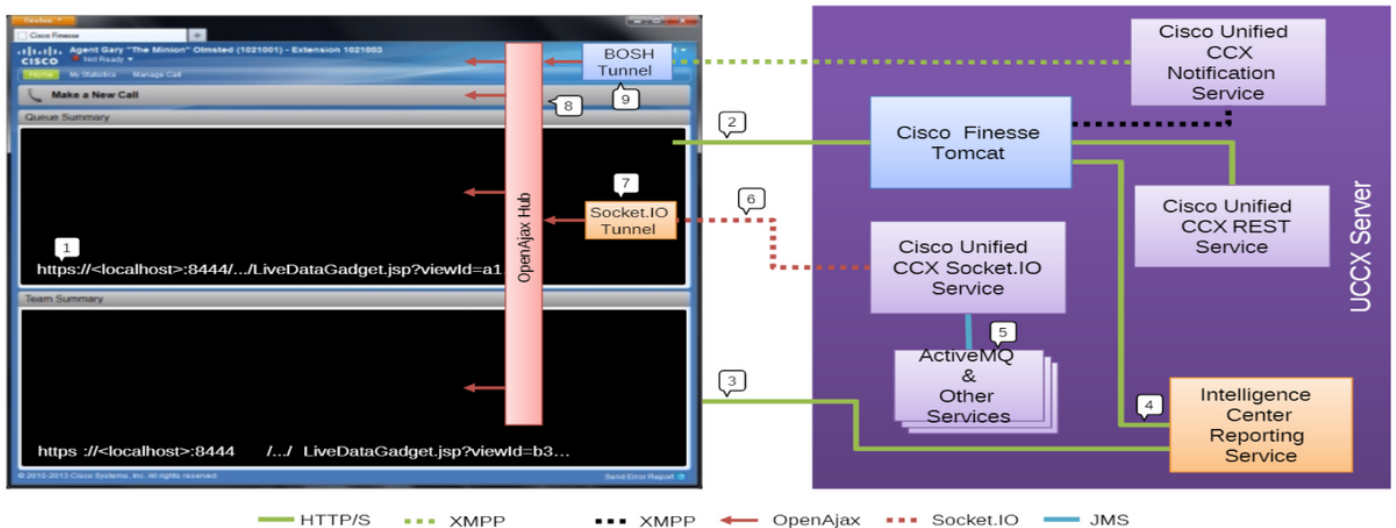 Firefox
Cisco Finesse
CISCO
Agent Gary "The Minion" Olmsted (1021001) - Extension 1021003
Not Ready
Home
My Statistics
Manage Call
Make a New Call
Queue Summary
1
https://<localhost>:8444/.../LiveDataGadget.jsp?viewId=a1
Team Summary
https ://<localhost>:8444 /.../ LiveDataGadget.jsp?viewId=b3...
© 2010-2013 Cisco Systems, Inc. All rights reserved.
Send Error Report
OpenAjax Hub
BOSH
Tunnel
8
9
7
Socket.IO
Tunnel
2
6
3
Cisco Unified
CCX
Notification
Service
Cisco Finesse
Tomcat
Cisco Unified
CCX REST
Service
Cisco Unified
CCX Socket.IO
Service
5
ActiveMQ
&
Other
Services
4
Intelligence
Center
Reporting
Service
UCCX Server
HTTP/S
XMPP
XMPP
OpenAjax
Socket.IO
JMS